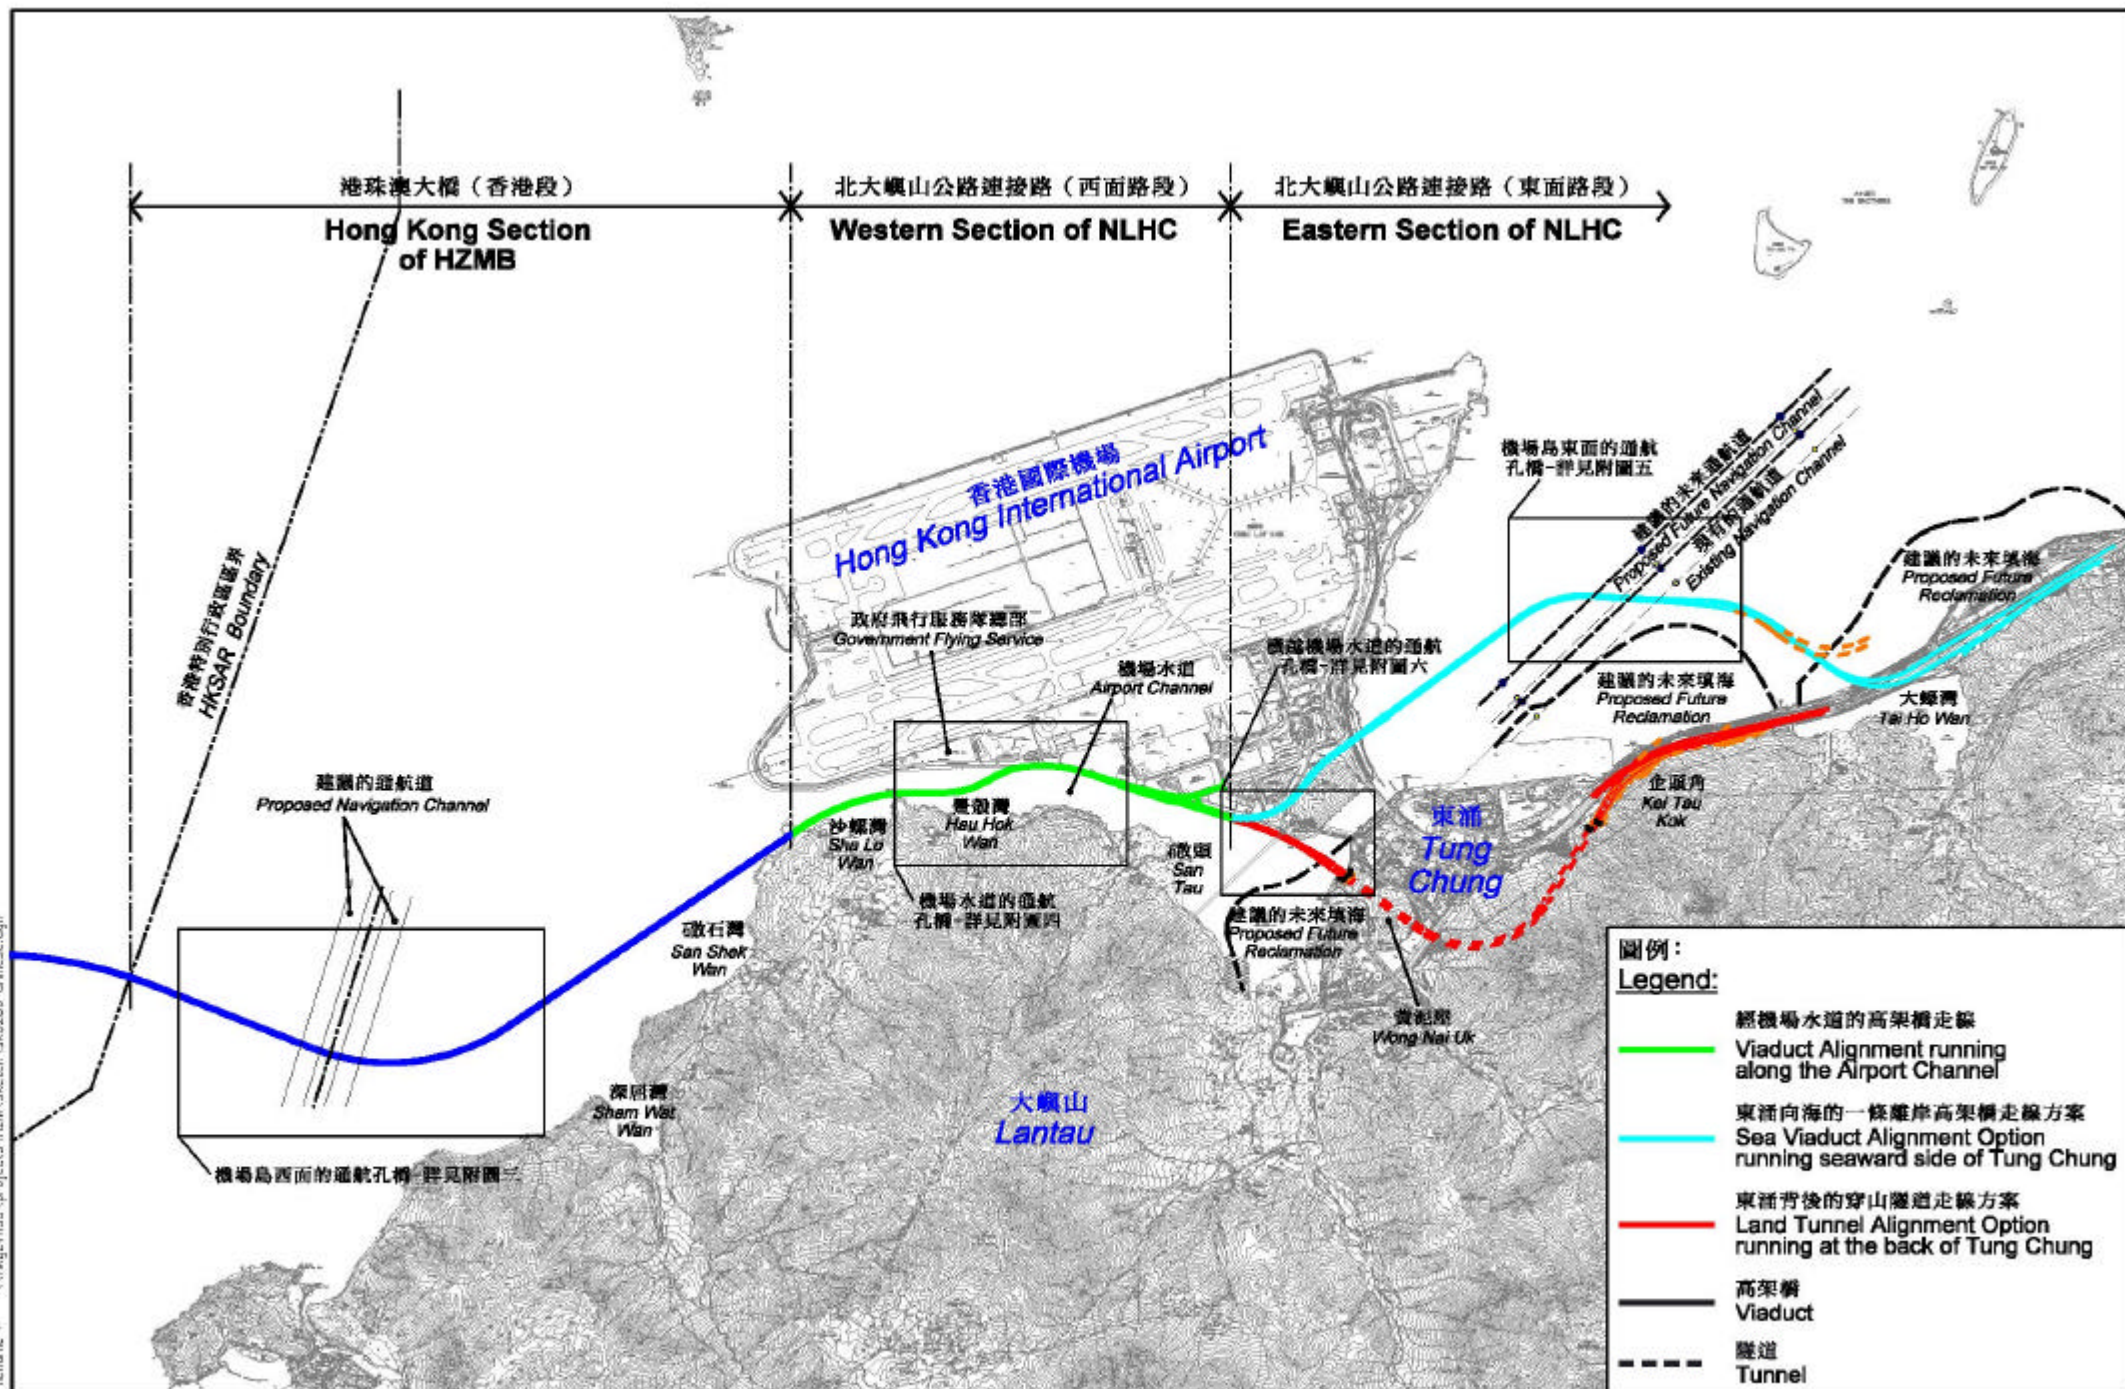 港珠澳大橋（香港段）
Hong Kong Section
of HZMB
北大嶼山公路連接路（西面路段）
Western Section of NLHC
北大嶼山公路連接路（東面路段）
Eastern Section of NLHC
香港特別行政區區界
HKSAR Boundary
香港國際機場
Hong Kong International Airport
政府飛行服務隊總部
Government Flying Service
機場水道
Airport Channel
橫越機場水道的通航
孔橋-詳見附圖六
機場島東面的通航
孔橋-詳見附圖五
建議的未來通航道
Proposed Future Navigation Channel
現有的通航道
Existing Navigation Channel
建議的未來填海
Proposed Future
Reclamation
建議的未來填海
Proposed Future
Reclamation
大蠔灣
Tai Ho Wan
建議的通航道
Proposed Navigation Channel
沙螺灣
Sha Lo
Wan
Hau Hok
Wan
機場水道的通航
孔橋-詳見附圖四
𥕢頭
San
Tau
東涌
Tung
Chung
企頭角
Kei Tau
Kok
𥕢石灣
San Shek
Wan
建議的未來填海
Proposed Future
Reclamation
黃泥屋
Wong Nai Uk
深屈灣
Sham Wat
Wan
大嶼山
Lantau
機場島西面的通航孔橋-詳見附圖三
圖例：
Legend:
經機場水道的高架橋走線
Viaduct Alignment running
along the Airport Channel
東涌向海的一條離岸高架橋走線方案
Sea Viaduct Alignment Option
running seaward side of Tung Chung
東涌背後的穿山隧道走線方案
Land Tunnel Alignment Option
running at the back of Tung Chung
高架橋
Viaduct
隧道
Tunnel